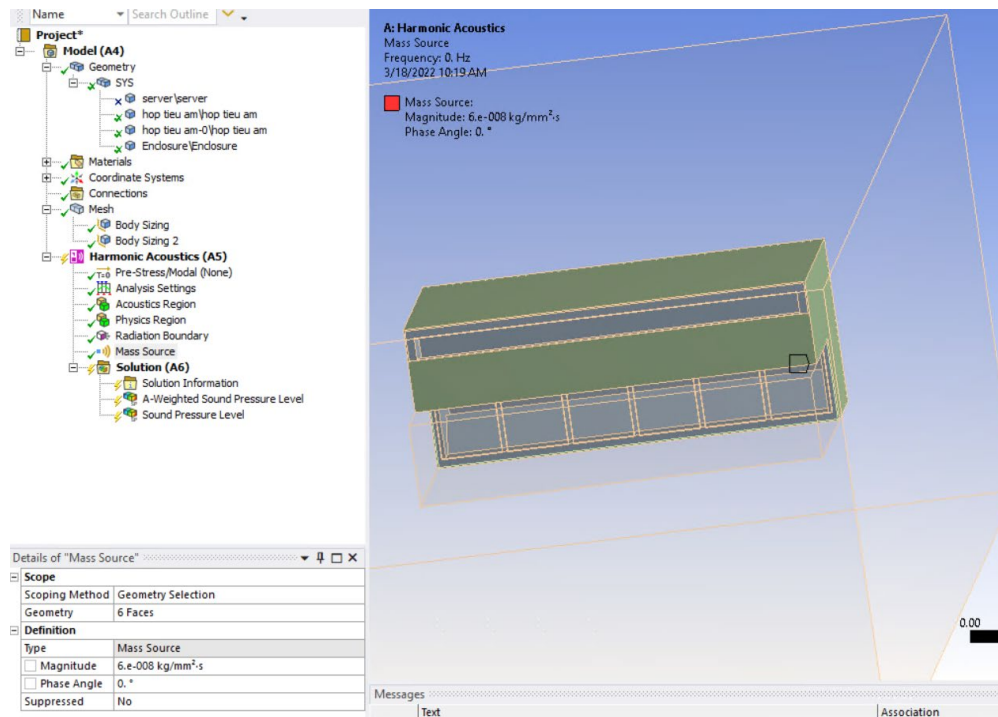 Name Search Outline
Project*
Model (A4)
Geometry
SYS
server\server
hop tieu am\hop tieu am
hop tieu am-0\hop tieu am
Enclosure\Enclosure
Materials
Coordinate Systems
Connections
Mesh
Body Sizing
Body Sizing 2
Harmonic Acoustics (A5)
T=0 Pre-Stress/Modal (None)
Analysis Settings
Acoustics Region
Physics Region
Radiation Boundary
Mass Source
Solution (A6)
Solution Information
A-Weighted Sound Pressure Level
Sound Pressure Level
Details of "Mass Source"
Scope
Scoping Method Geometry Selection
Geometry 6 Faces
Definition
Type Mass Source
Magnitude 6.e-008 kg/mm²·s
Phase Angle 0. °
Suppressed No
A: Harmonic Acoustics
Mass Source
Frequency: 0. Hz
3/18/2022 10:19 AM
Mass Source:
Magnitude: 6.e-008 kg/mm²·s
Phase Angle: 0. °
0.00
Messages
Text Association